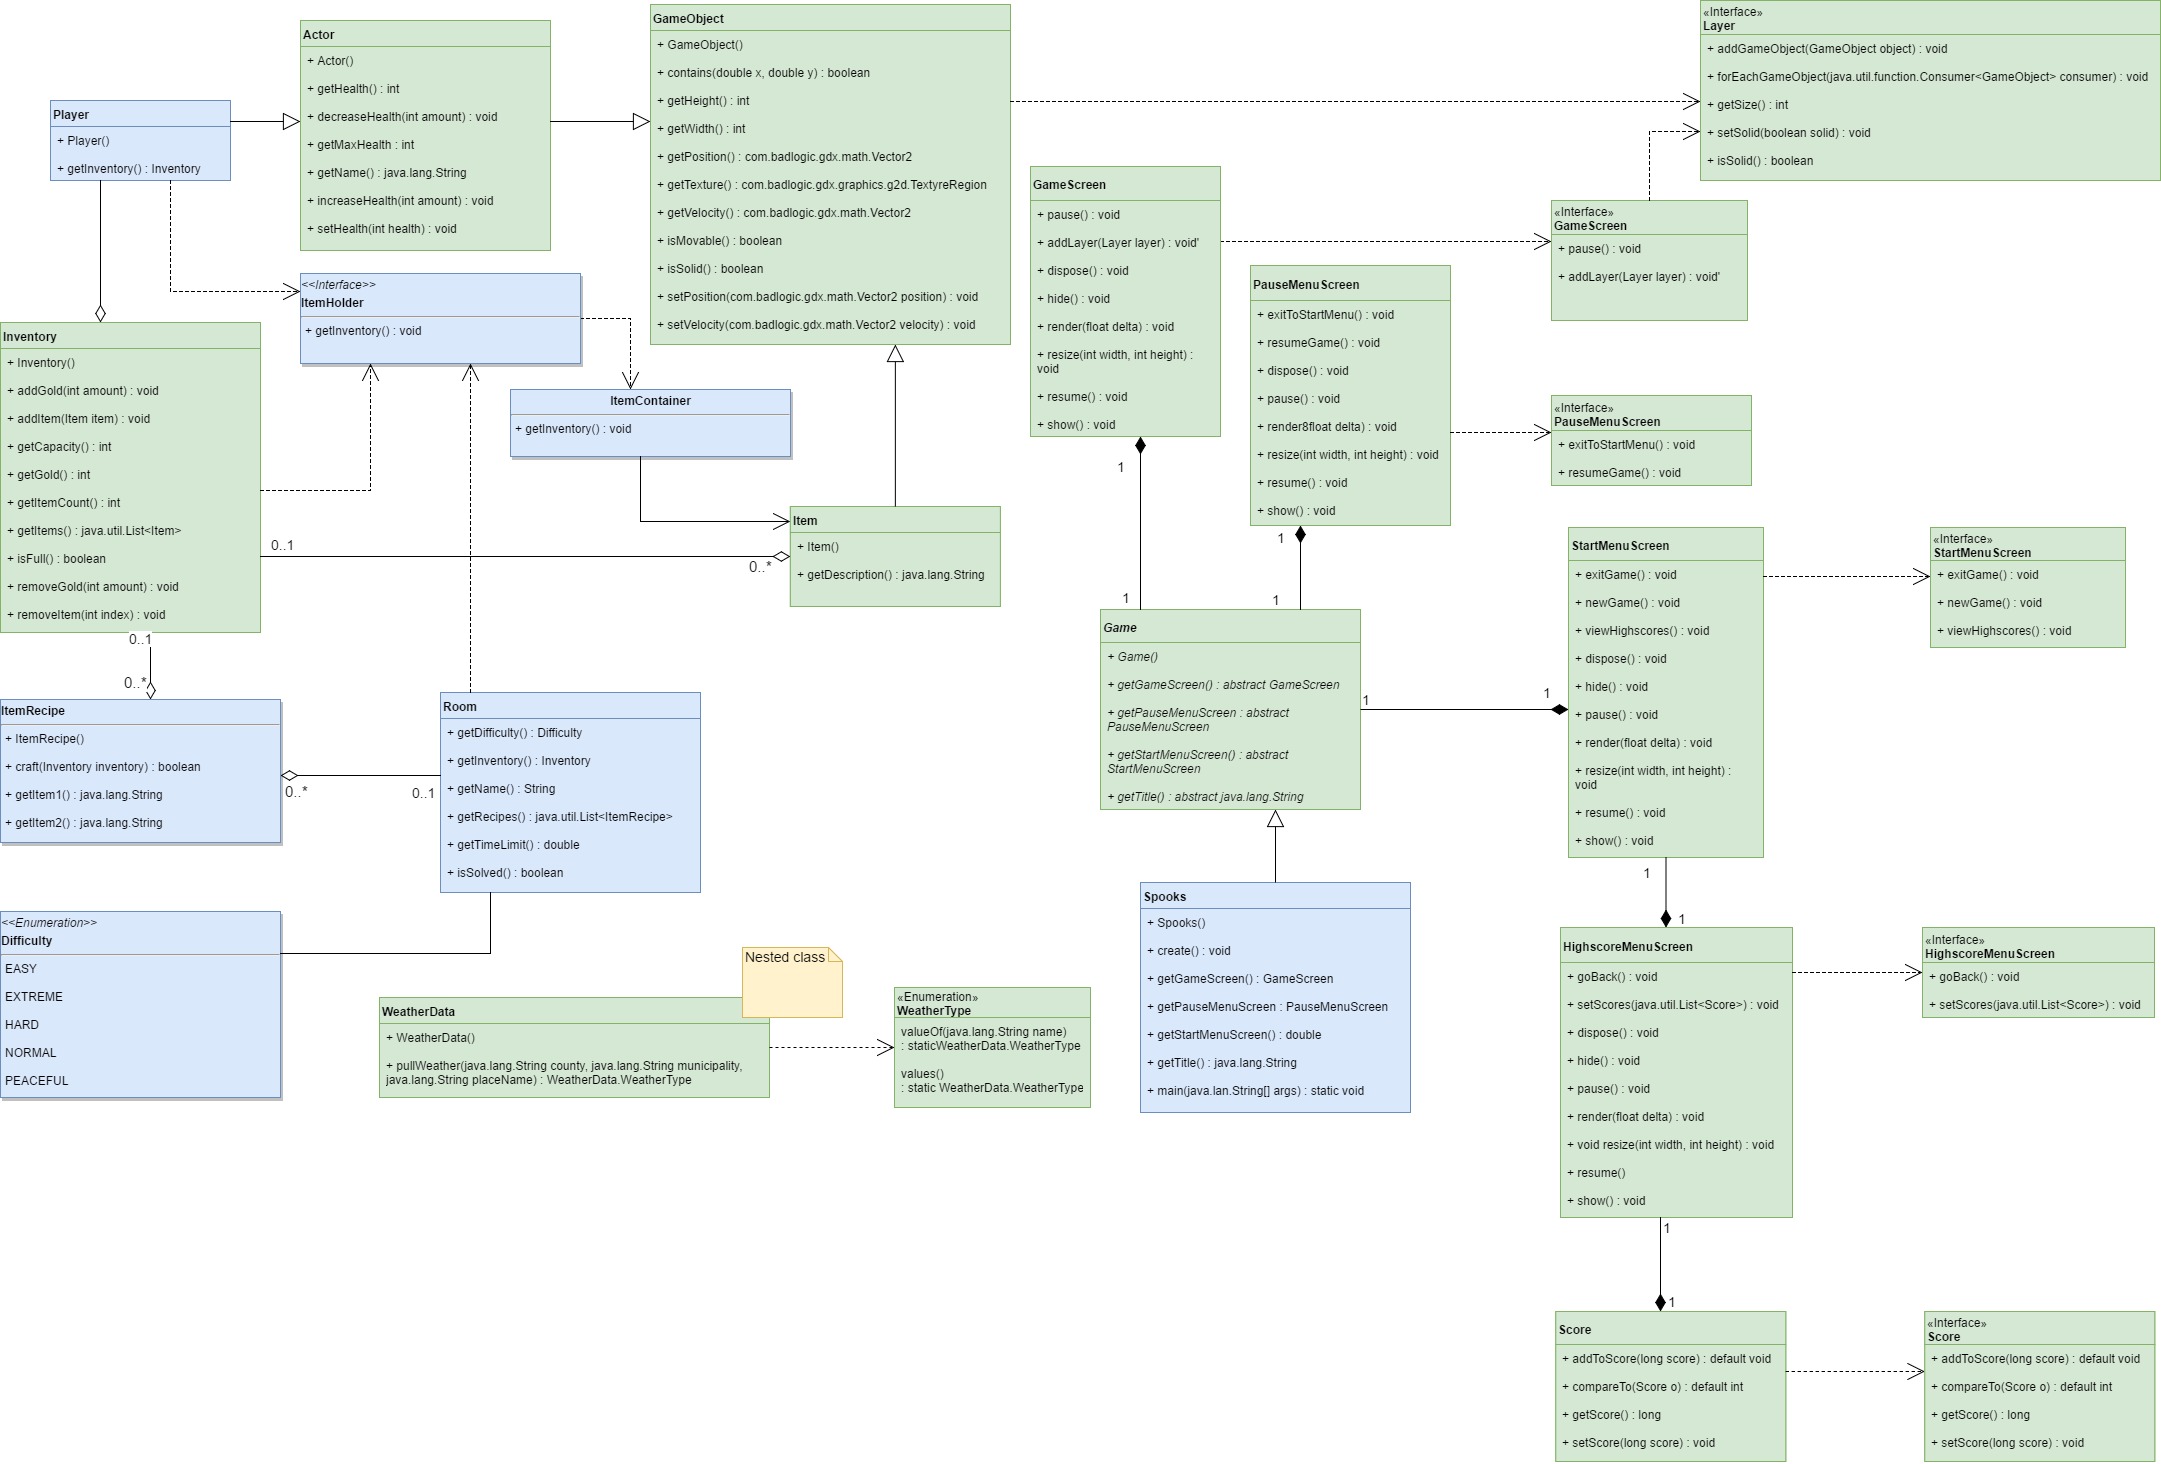 Player
+ Player()
+ getInventory() : Inventory
Actor
+ Actor()
+ getHealth() : int
+ decreaseHealth(int amount) : void
+ getMaxHealth : int
+ getName() : java.lang.String
+ increaseHealth(int amount) : void
+ setHealth(int health) : void
GameObject
+ GameObject()
+ contains(double x, double y) : boolean
+ getHeight() : int
+ getWidth() : int
+ getPosition() : com.badlogic.gdx.math.Vector2
+ getTexture() : com.badlogic.gdx.graphics.g2d.TextyreRegion
+ getVelocity() : com.badlogic.gdx.math.Vector2
+ isMovable() : boolean
+ isSolid() : boolean
+ setPosition(com.badlogic.gdx.math.Vector2 position) : void
+ setVelocity(com.badlogic.gdx.math.Vector2 velocity) : void
«Interface»
Layer
+ addGameObject(GameObject object) : void
+ forEachGameObject(java.util.function.Consumer<GameObject> consumer) : void
+ getSize() : int
+ setSolid(boolean solid) : void
+ isSolid() : boolean
GameScreen
+ pause() : void
+ addLayer(Layer layer) : void'
+ dispose() : void
+ hide() : void
+ render(float delta) : void
+ resize(int width, int height) :
void
+ resume() : void
+ show() : void
«Interface»
GameScreen
+ pause() : void
+ addLayer(Layer layer) : void'
PauseMenuScreen
+ exitToStartMenu() : void
+ resumeGame() : void
+ dispose() : void
+ pause() : void
+ render8float delta) : void
+ resize(int width, int height) : void
+ resume() : void
+ show() : void
«Interface»
PauseMenuScreen
+ exitToStartMenu() : void
+ resumeGame() : void
<<Interface>>
ItemHolder
+ getInventory() : void
ItemContainer
+ getInventory() : void
Inventory
+ Inventory()
+ addGold(int amount) : void
+ addItem(Item item) : void
+ getCapacity() : int
+ getGold() : int
+ getItemCount() : int
+ getItems() : java.util.List<Item>
+ isFull() : boolean
+ removeGold(int amount) : void
+ removeItem(int index) : void
0..1
0..*
Item
+ Item()
+ getDescription() : java.lang.String
0..1
0..*
ItemRecipe
+ ItemRecipe()
+ craft(Inventory inventory) : boolean
+ getItem1() : java.lang.String
+ getItem2() : java.lang.String
0..*
0..1
Room
+ getDifficulty() : Difficulty
+ getInventory() : Inventory
+ getName() : String
+ getRecipes() : java.util.List<ItemRecipe>
+ getTimeLimit() : double
+ isSolved() : boolean
<<Enumeration>>
Difficulty
EASY
EXTREME
HARD
NORMAL
PEACEFUL
WeatherData
+ WeatherData()
+ pullWeather(java.lang.String county, java.lang.String municipality,
java.lang.String placeName) : WeatherData.WeatherType
Nested class
«Enumeration»
WeatherType
valueOf(java.lang.String name)
: staticWeatherData.WeatherType
values()
: static WeatherData.WeatherType
1
1
1
1
Game
+ Game()
+ getGameScreen() : abstract GameScreen
+ getPauseMenuScreen : abstract
PauseMenuScreen
+ getStartMenuScreen() : abstract
StartMenuScreen
+ getTitle() : abstract java.lang.String
1
1
Spooks
+ Spooks()
+ create() : void
+ getGameScreen() : GameScreen
+ getPauseMenuScreen : PauseMenuScreen
+ getStartMenuScreen() : double
+ getTitle() : java.lang.String
+ main(java.lan.String[] args) : static void
StartMenuScreen
+ exitGame() : void
+ newGame() : void
+ viewHighscores() : void
+ dispose() : void
+ hide() : void
+ pause() : void
+ render(float delta) : void
+ resize(int width, int height) :
void
+ resume() : void
+ show() : void
«Interface»
StartMenuScreen
+ exitGame() : void
+ newGame() : void
+ viewHighscores() : void
1
1
HighscoreMenuScreen
+ goBack() : void
+ setScores(java.util.List<Score>) : void
+ dispose() : void
+ hide() : void
+ pause() : void
+ render(float delta) : void
+ void resize(int width, int height) : void
+ resume()
+ show() : void
«Interface»
HighscoreMenuScreen
+ goBack() : void
+ setScores(java.util.List<Score>) : void
1
1
Score
+ addToScore(long score) : default void
+ compareTo(Score o) : default int
+ getScore() : long
+ setScore(long score) : void
«Interface»
Score
+ addToScore(long score) : default void
+ compareTo(Score o) : default int
+ getScore() : long
+ setScore(long score) : void